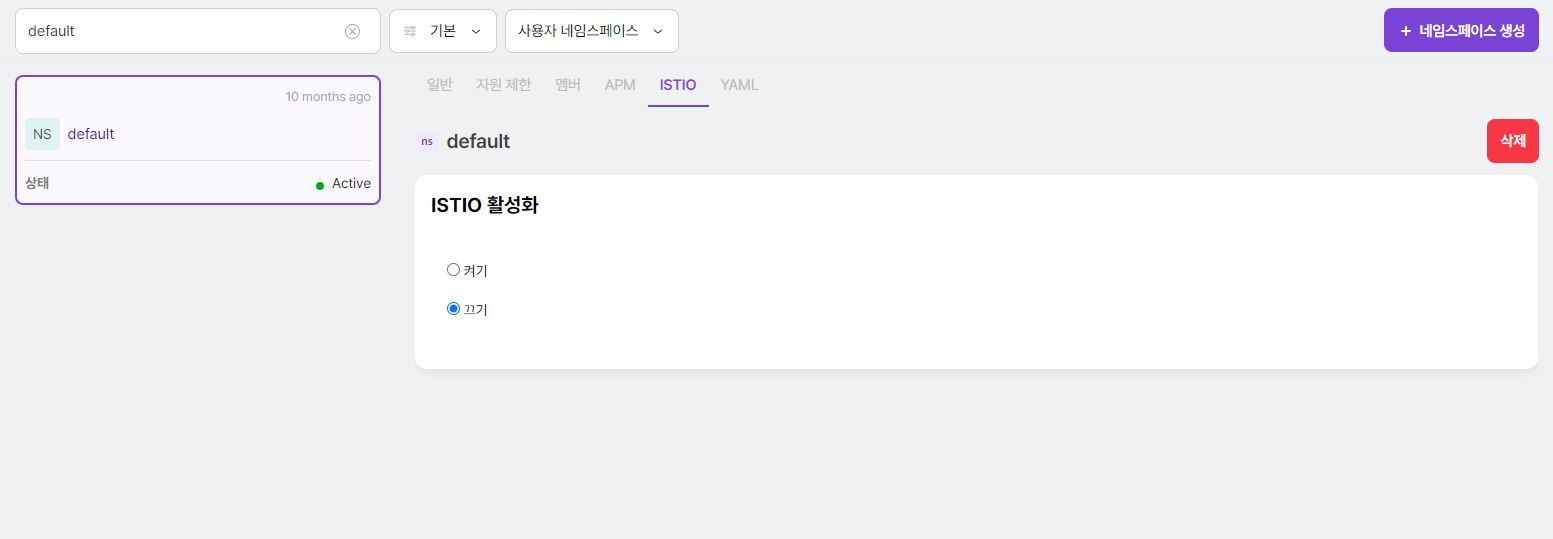 default
기본
사용자 네임스페이스
+ 네임스페이스 생성
10 months ago
NS default
상태 Active
일반 자원 제한 멤버 APM ISTIO YAML
ns default
삭제
ISTIO 활성화
켜기
끄기